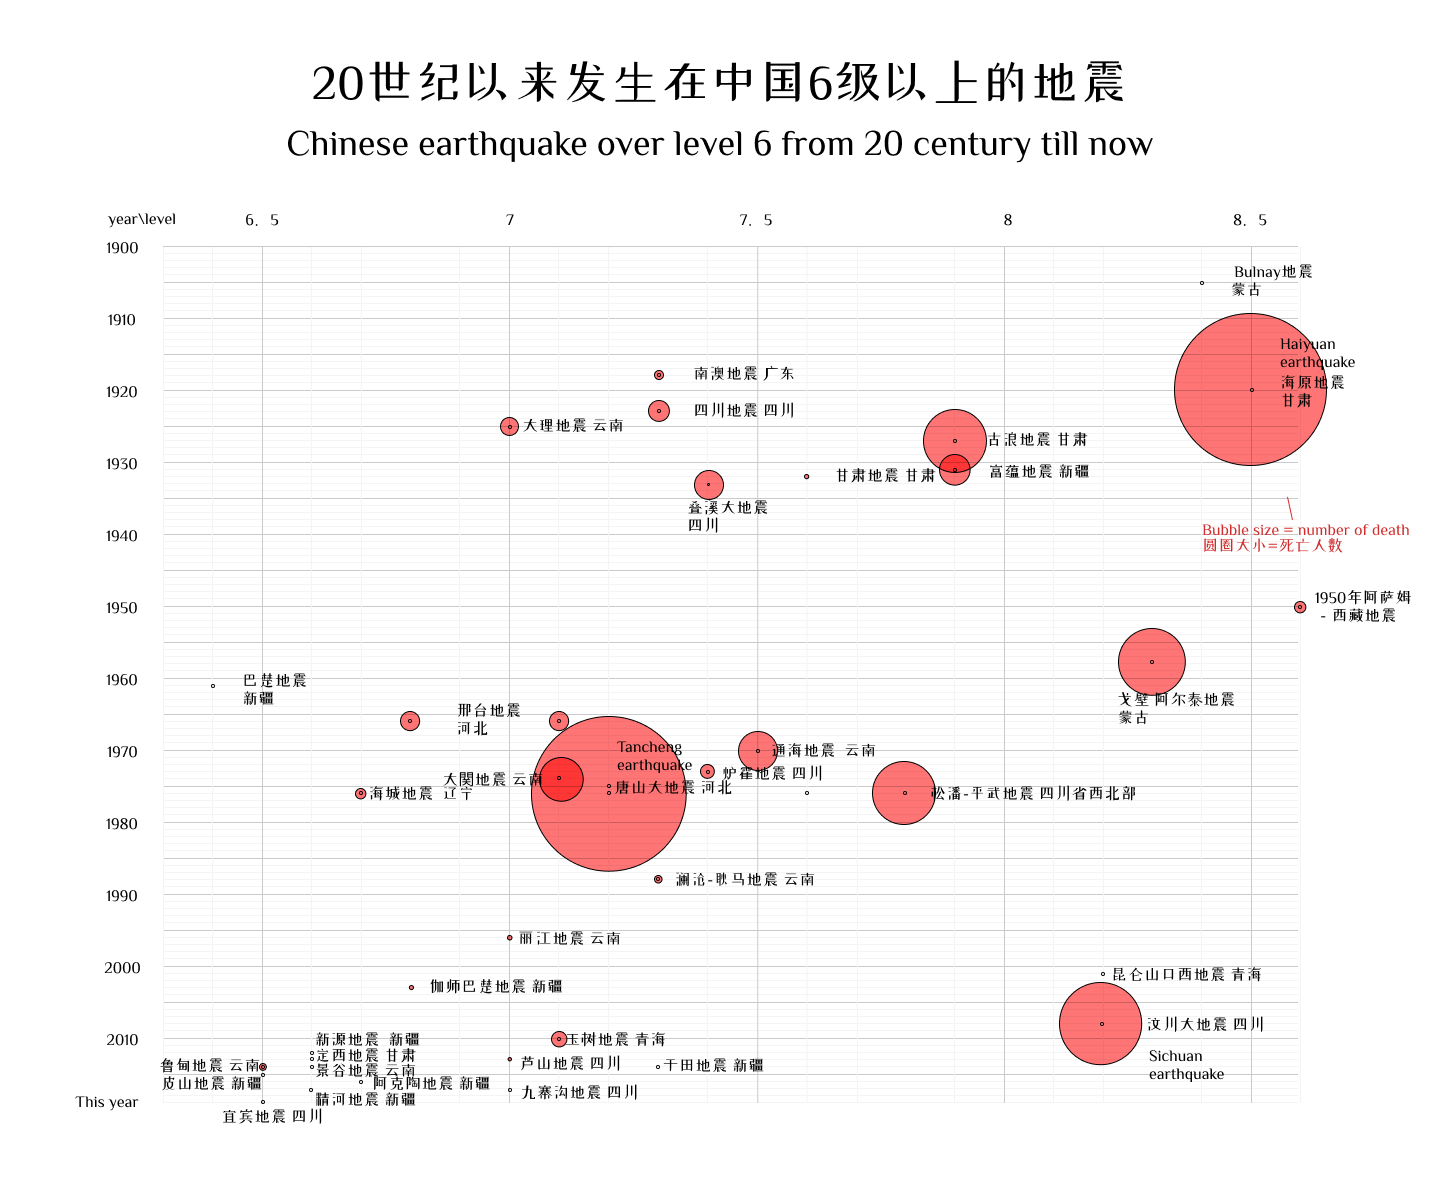 20世纪以来发生在中国6级以上的地震
Chinese earthquake over level 6 from 20 century till now
year\level
6. 5
7
7. 5
8
8. 5
1900
Bulnay地震
蒙古
1910
Haiyuan
earthquake
海原地震
甘肃
南澳地震 广东
1920
四川地震 四川
大理地震 云南
古浪地震 甘肃
1930
富蕴地震 新疆
甘肃地震 甘肃
叠溪大地震
四川
Bubble size = number of death
圆圈大小=死亡人數
1940
1950年阿萨姆
- 西藏地震
1950
1960
巴楚地震
新疆
戈壁 阿尔泰地震
蒙古
邢台地震
河北
1970
Tancheng
earthquake
通海地震 云南
炉霍地震 四川
大関地震 云南
唐山大地震 河北
海城地震 辽宁
松潘-平武地震 四川省西北部
1980
澜沧-耿马地震 云南
1990
丽江地震 云南
2000
昆仑山口西地震 青海
伽师巴楚地震 新疆
汶川大地震 四川
Sichuan
earthquake
2010
新源地震 新疆
玉树地震 青海
定西地震 甘肃
鲁甸地震 云南
景谷地震 云南
芦山地震 四川
于田地震 新疆
皮山地震 新疆
阿克陶地震 新疆
精河地震 新疆
九寨沟地震 四川
This year
宜宾地震 四川